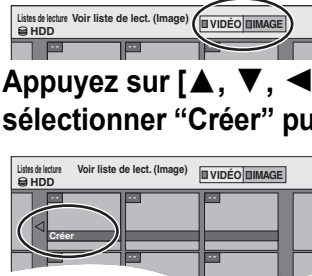 Listes de lecture Voir liste de lect. (Image) VIDÉO IMAGE
HDD
-- --
Appuyez sur [▲, ▼, ◄
sélectionner “Créer” pu
Listes de lecture Voir liste de lect. (Image) VIDÉO IMAGE
HDD
-- -- --
Créer
-- -- --